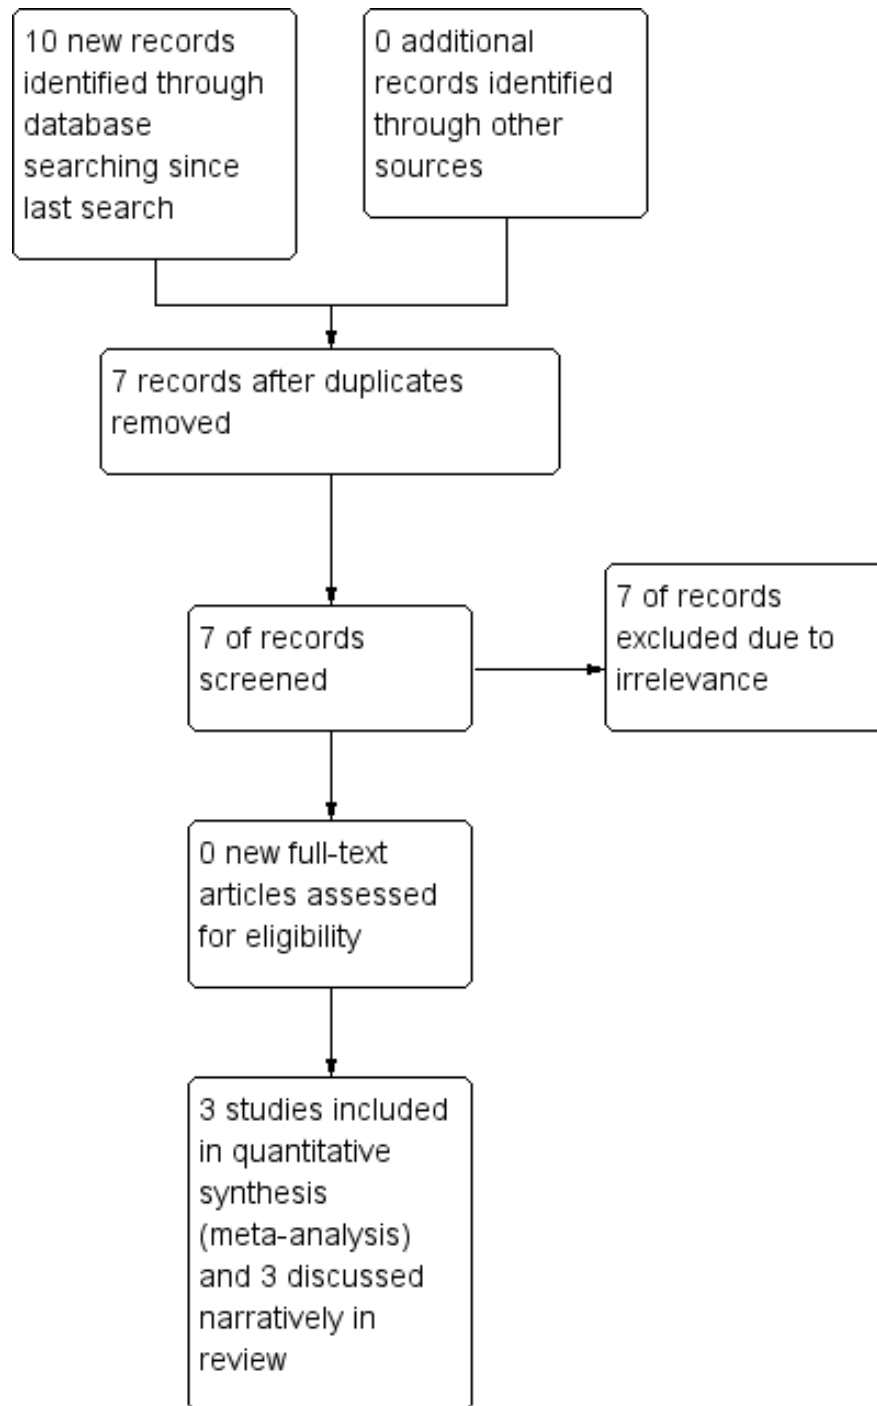 10 new records
identified through
database
searching since
last search
0 additional
records identified
through other
sources
7 records after duplicates
removed
7 of records
screened
7 of records
excluded due to
irrelevance
0 new full-text
articles assessed
for eligibility
3 studies included
in quantitative
synthesis
(meta-analysis)
and 3 discussed
narratively in
review